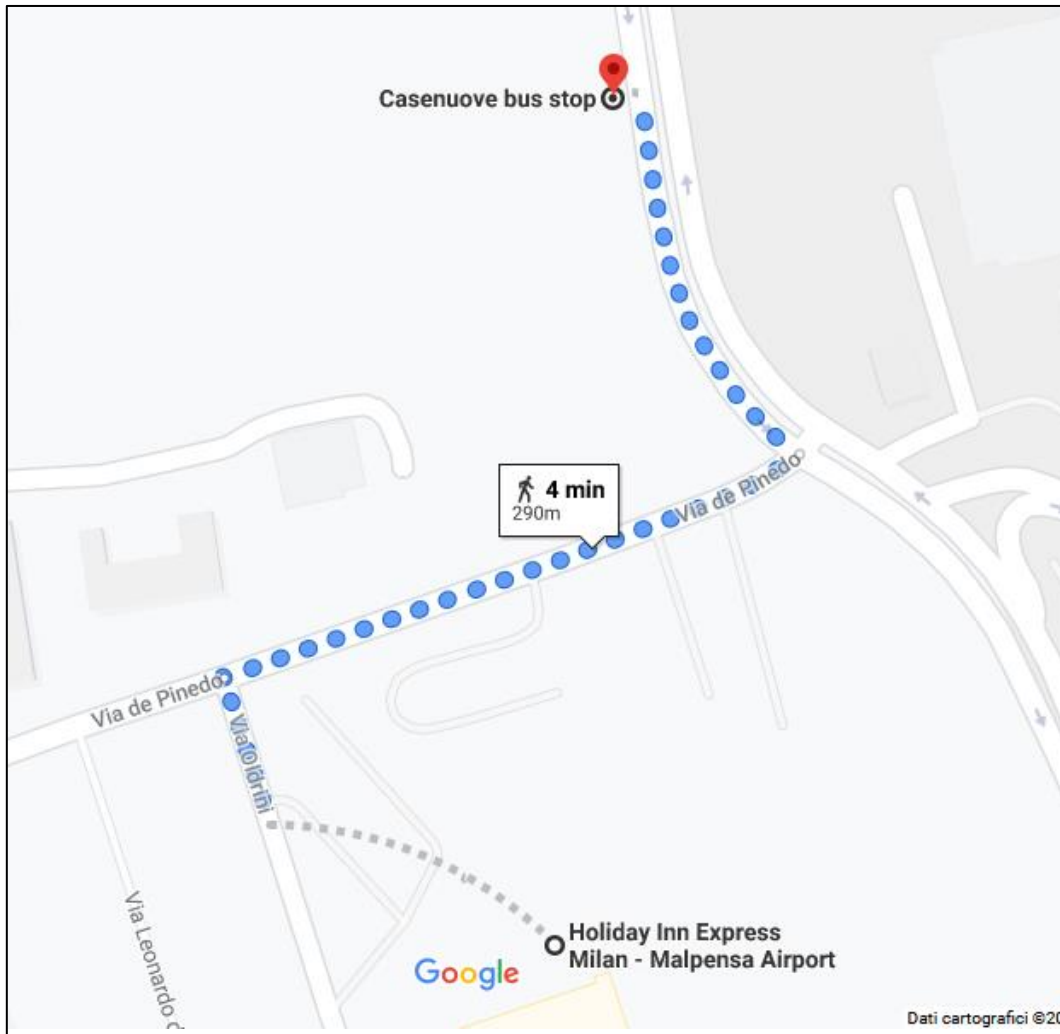 Casenuove bus stop
4 min
290m
Via de Pinedo
Via de Pinedo
Via Oldrini
Via Leonardo d
Holiday Inn Express
Milan - Malpensa Airport
Google
Dati cartografici ©20